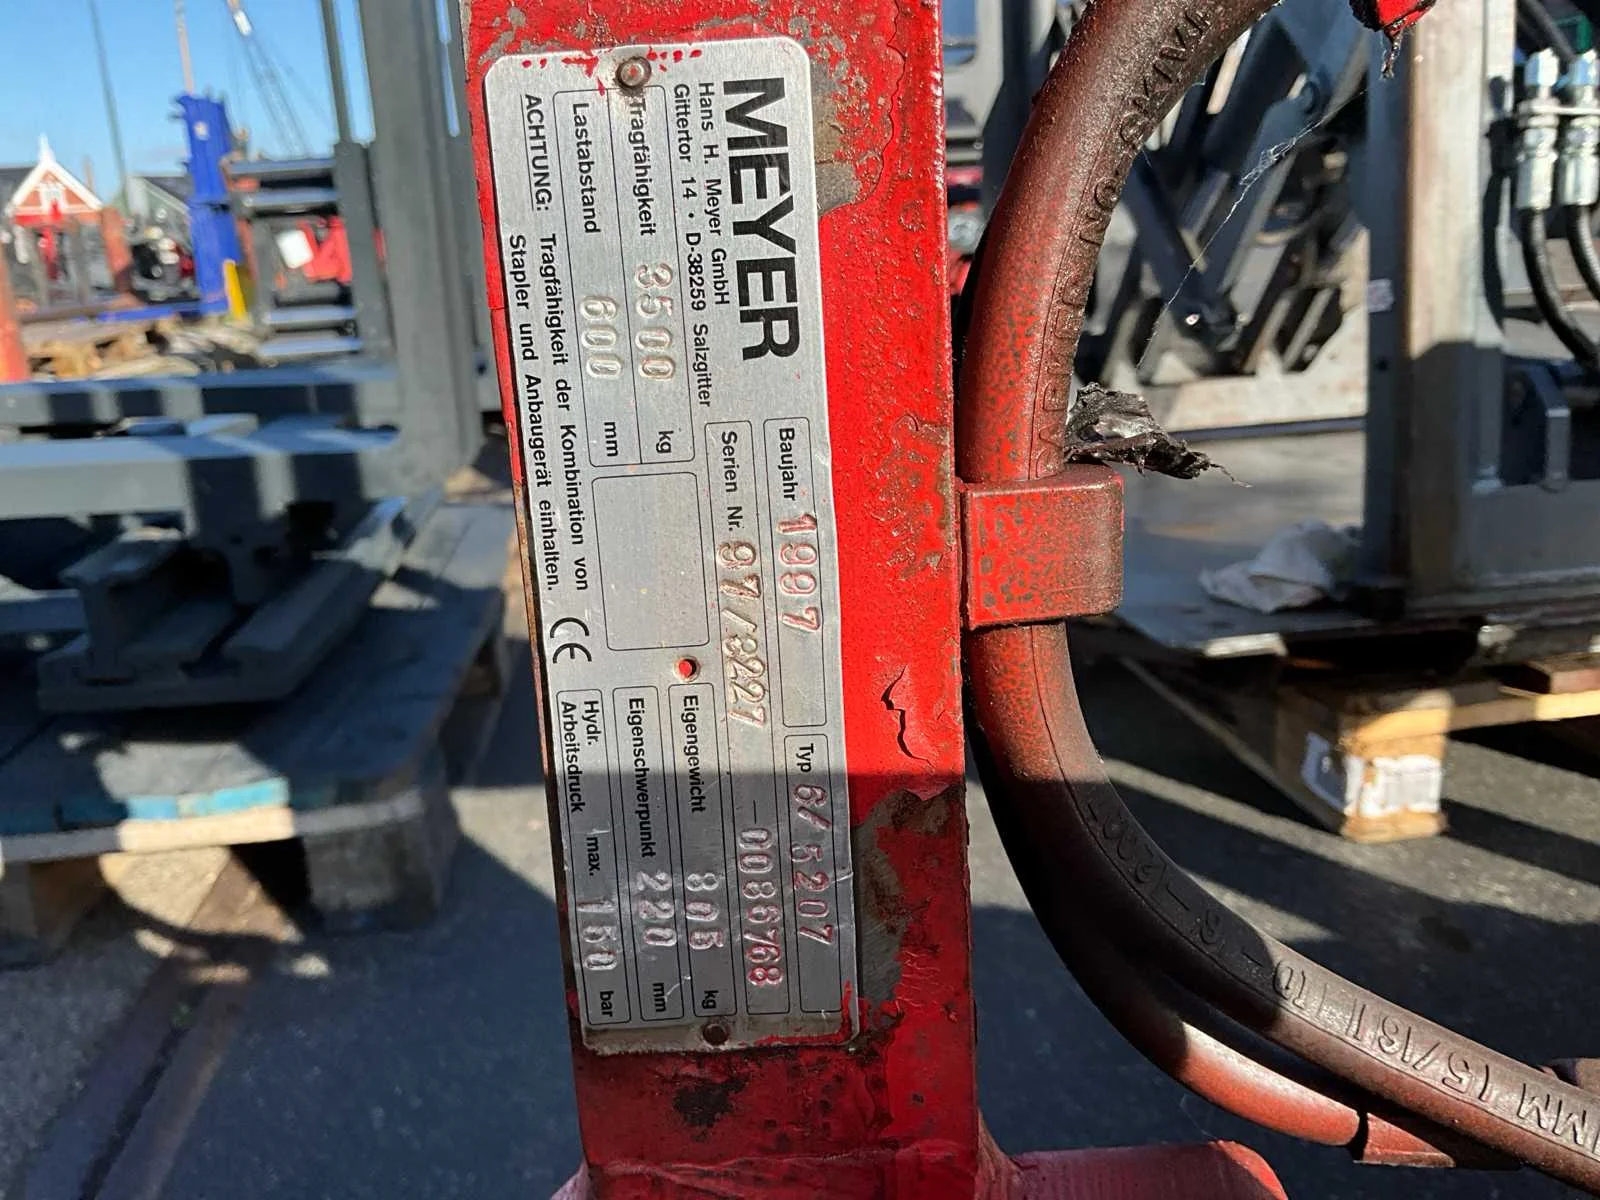 MEYER
Hans H. Meyer GmbH
Gittertor 14 · D-38259 Salzgitter
Baujahr 1997
Typ 6/5207
Serien Nr. 97/8227 -0086768
Tragfähigkeit 3500 kg
Lastabstand 600 mm
ACHTUNG: Tragfähigkeit der Kombination von
Stapler und Anbaugerät einhalten.
CE
Eigengewicht 805 kg
Eigenschwerpunkt 220 mm
Hydr.
Arbeitsdruck max. 160 bar